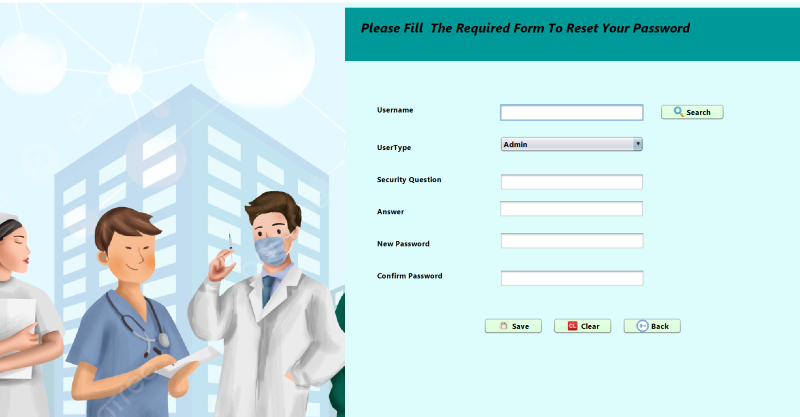 Please Fill The Required Form To Reset Your Password
Username
Search
UserType
Admin
Security Question
Answer
New Password
Confirm Password
Save
CL Clear
Back